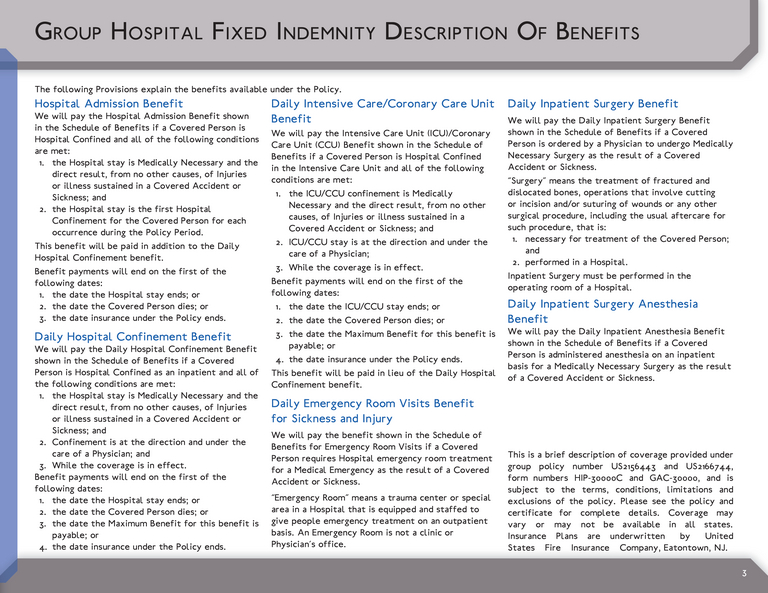 GROUP HOSPITAL FIXED INDEMNITY DESCRIPTION OF BENEFITS
The following Provisions explain the benefits available under the Policy.
Hospital Admission Benefit
We will pay the Hospital Admission Benefit shown
in the Schedule of Benefits if a Covered Person is
Hospital Confined and all of the following conditions
are met:
1. the Hospital stay is Medically Necessary and the
direct result, from no other causes, of Injuries
or illness sustained in a Covered Accident or
Sickness; and
2. the Hospital stay is the first Hospital
Confinement for the Covered Person for each
occurrence during the Policy Period.
This benefit will be paid in addition to the Daily
Hospital Confinement benefit.
Benefit payments will end on the first of the
following dates:
1. the date the Hospital stay ends; or
2. the date the Covered Person dies; or
3. the date insurance under the Policy ends.
Daily Hospital Confinement Benefit
We will pay the Daily Hospital Confinement Benefit
shown in the Schedule of Benefits if a Covered
Person is Hospital Confined as an inpatient and all of
the following conditions are met:
1. the Hospital stay is Medically Necessary and the
direct result, from no other causes, of Injuries
or illness sustained in a Covered Accident or
Sickness; and
2. Confinement is at the direction and under the
care of a Physician; and
3. While the coverage is in effect.
Benefit payments will end on the first of the
following dates:
1. the date the Hospital stay ends; or
2. the date the Covered Person dies; or
3. the date the Maximum Benefit for this benefit is
payable; or
4. the date insurance under the Policy ends.
Daily Intensive Care/Coronary Care Unit
Benefit
We will pay the Intensive Care Unit (ICU)/Coronary
Care Unit (CCU) Benefit shown in the Schedule of
Benefits if a Covered Person is Hospital Confined
in the Intensive Care Unit and all of the following
conditions are met:
1. the ICU/CCU confinement is Medically
Necessary and the direct result, from no other
causes, of Injuries or illness sustained in a
Covered Accident or Sickness; and
2. ICU/CCU stay is at the direction and under the
care of a Physician;
3. While the coverage is in effect.
Benefit payments will end on the first of the
following dates:
1. the date the ICU/CCU stay ends; or
2. the date the Covered Person dies; or
3. the date the Maximum Benefit for this benefit is
payable; or
4. the date insurance under the Policy ends.
This benefit will be paid in lieu of the Daily Hospital
Confinement benefit.
Daily Emergency Room Visits Benefit
for Sickness and Injury
We will pay the benefit shown in the Schedule of
Benefits for Emergency Room Visits if a Covered
Person requires Hospital emergency room treatment
for a Medical Emergency as the result of a Covered
Accident or Sickness.
"Emergency Room" means a trauma center or special
area in a Hospital that is equipped and staffed to
give people emergency treatment on an outpatient
basis. An Emergency Room is not a clinic or
Physician's office.
Daily Inpatient Surgery Benefit
We will pay the Daily Inpatient Surgery Benefit
shown in the Schedule of Benefits if a Covered
Person is ordered by a Physician to undergo Medically
Necessary Surgery as the result of a Covered
Accident or Sickness.
"Surgery" means the treatment of fractured and
dislocated bones, operations that involve cutting
or incision and/or suturing of wounds or any other
surgical procedure, including the usual aftercare for
such procedure, that is:
1. necessary for treatment of the Covered Person;
and
2. performed in a Hospital.
Inpatient Surgery must be performed in the
operating room of a Hospital.
Daily Inpatient Surgery Anesthesia
Benefit
We will pay the Daily Inpatient Anesthesia Benefit
shown in the Schedule of Benefits if a Covered
Person is administered anesthesia on an inpatient
basis for a Medically Necessary Surgery as the result
of a Covered Accident or Sickness.
This is a brief description of coverage provided under
group policy number US2156443 and US2166744,
form numbers HIP-30000C and GAC-30000, and is
subject to the terms, conditions, limitations and
exclusions of the policy. Please see the policy and
certificate for complete details. Coverage may
vary or may not be available in all states.
Insurance Plans are underwritten by United
States Fire Insurance Company, Eatontown, NJ.
3